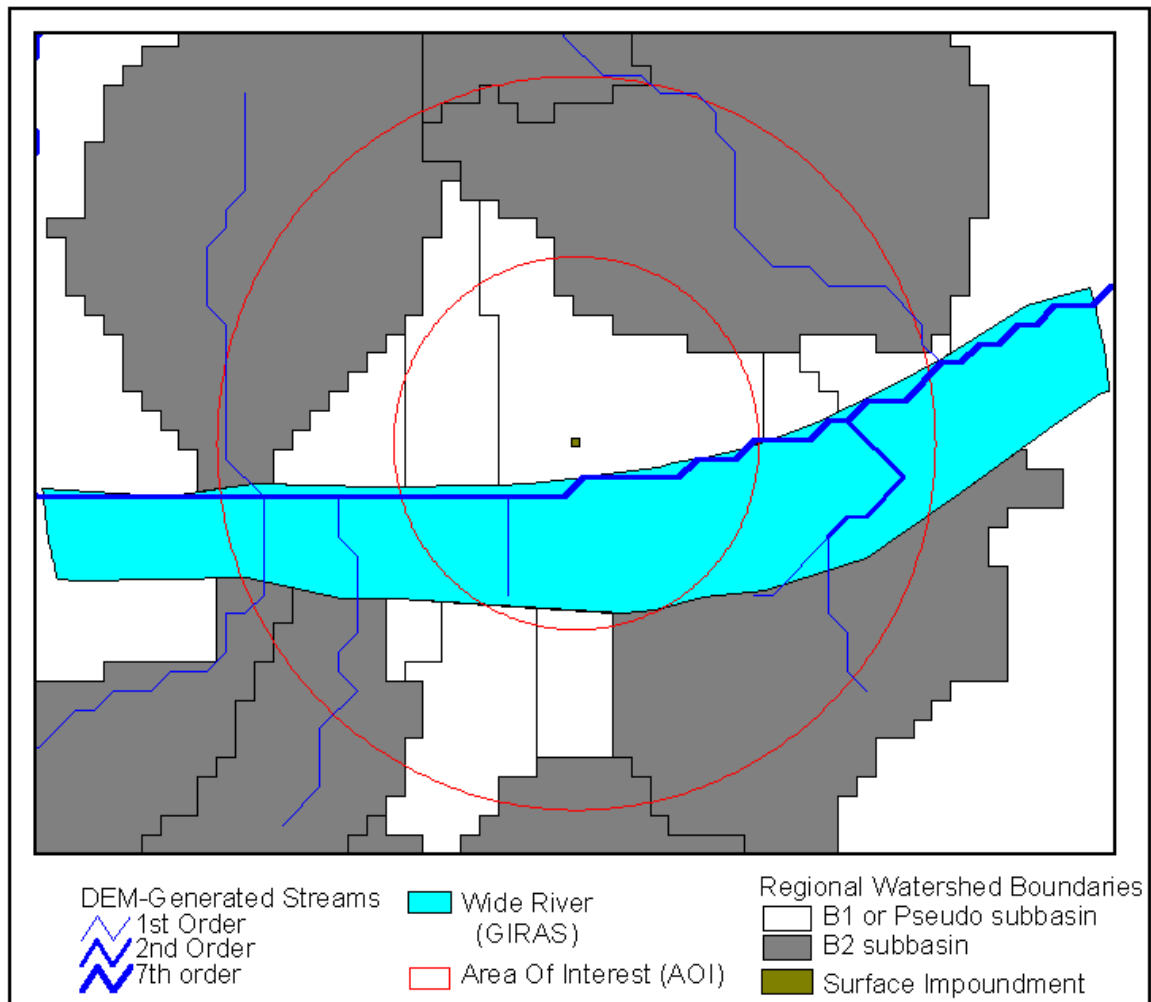 DEM-Generated Streams
1st Order
2nd Order
7th order
Wide River
(GIRAS)
Area Of Interest (AOI)
Regional Watershed Boundaries
B1 or Pseudo subbasin
B2 subbasin
Surface Impoundment